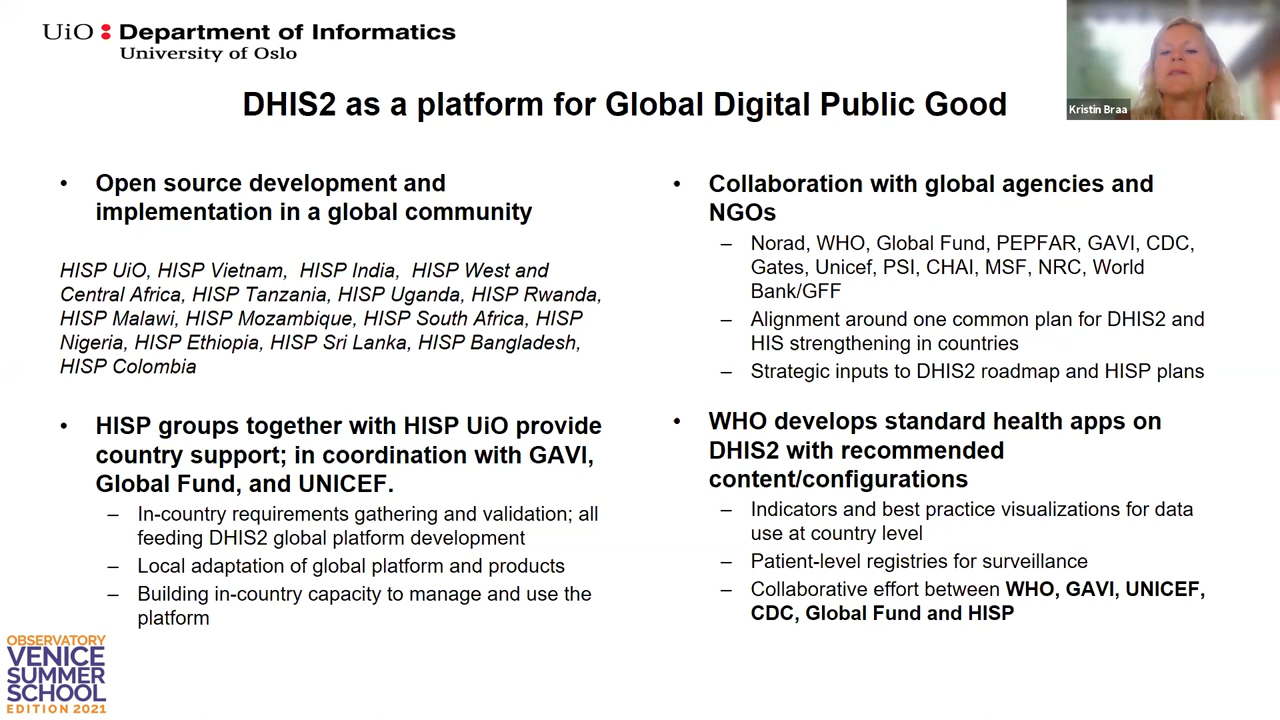 UiO : Department of Informatics
University of Oslo
Kristin Braa
DHIS2 as a platform for Global Digital Public Good
• Open source development and
implementation in a global community
HISP UiO, HISP Vietnam, HISP India, HISP West and
Central Africa, HISP Tanzania, HISP Uganda, HISP Rwanda,
HISP Malawi, HISP Mozambique, HISP South Africa, HISP
Nigeria, HISP Ethiopia, HISP Sri Lanka, HISP Bangladesh,
HISP Colombia
• HISP groups together with HISP UiO provide
country support; in coordination with GAVI,
Global Fund, and UNICEF.
– In-country requirements gathering and validation; all
feeding DHIS2 global platform development
– Local adaptation of global platform and products
– Building in-country capacity to manage and use the
platform
• Collaboration with global agencies and
NGOs
– Norad, WHO, Global Fund, PEPFAR, GAVI, CDC,
Gates, Unicef, PSI, CHAI, MSF, NRC, World
Bank/GFF
– Alignment around one common plan for DHIS2 and
HIS strengthening in countries
– Strategic inputs to DHIS2 roadmap and HISP plans
• WHO develops standard health apps on
DHIS2 with recommended
content/configurations
– Indicators and best practice visualizations for data
use at country level
– Patient-level registries for surveillance
– Collaborative effort between WHO, GAVI, UNICEF,
CDC, Global Fund and HISP
OBSERVATORY
VENICE
SUMMER
SCHOOL
EDITION 2021